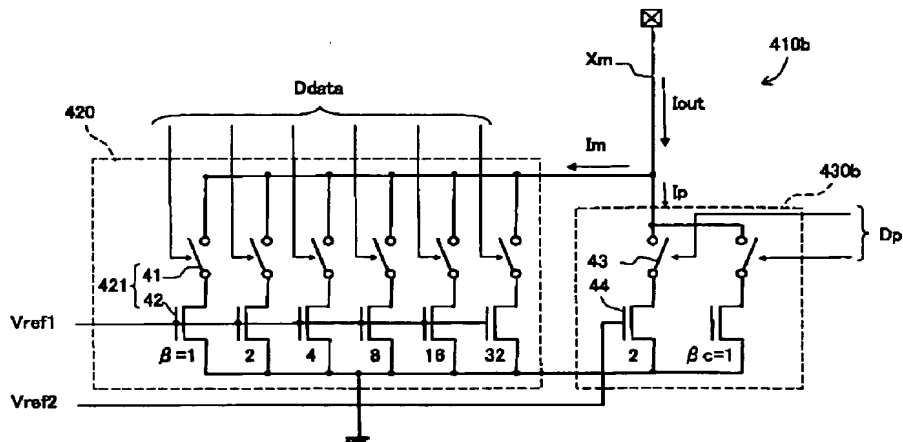 410b
Xm
Ddata
Iout
420
Im
Ip
430b
Dp
41
421
42
43
44
Vref1
β=1 2 4 8 16 32
2 βc=1
Vref2